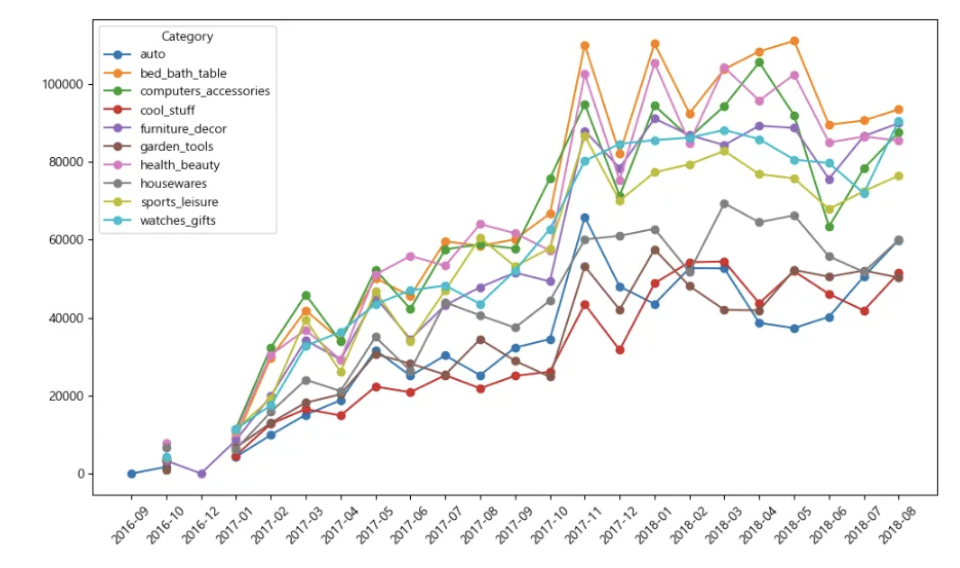 Category
auto
bed_bath_table
computers_accessories
cool_stuff
furniture_decor
garden_tools
health_beauty
housewares
sports_leisure
watches_gifts
100000
80000
60000
40000
20000
0
2016-09
2016-10
2016-12
2017-01
2017-02
2017-03
2017-04
2017-05
2017-06
2017-07
2017-08
2017-09
2017-10
2017-11
2017-12
2018-01
2018-02
2018-03
2018-04
2018-05
2018-06
2018-07
2018-08